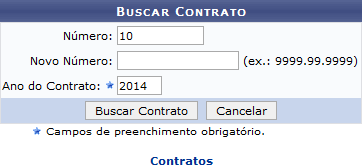 BUSCAR CONTRATO
Número: 10
Novo Número: (ex.: 9999.99.9999)
Ano do Contrato: 2014
Buscar Contrato Cancelar
Campos de preenchimento obrigatório.
Contratos